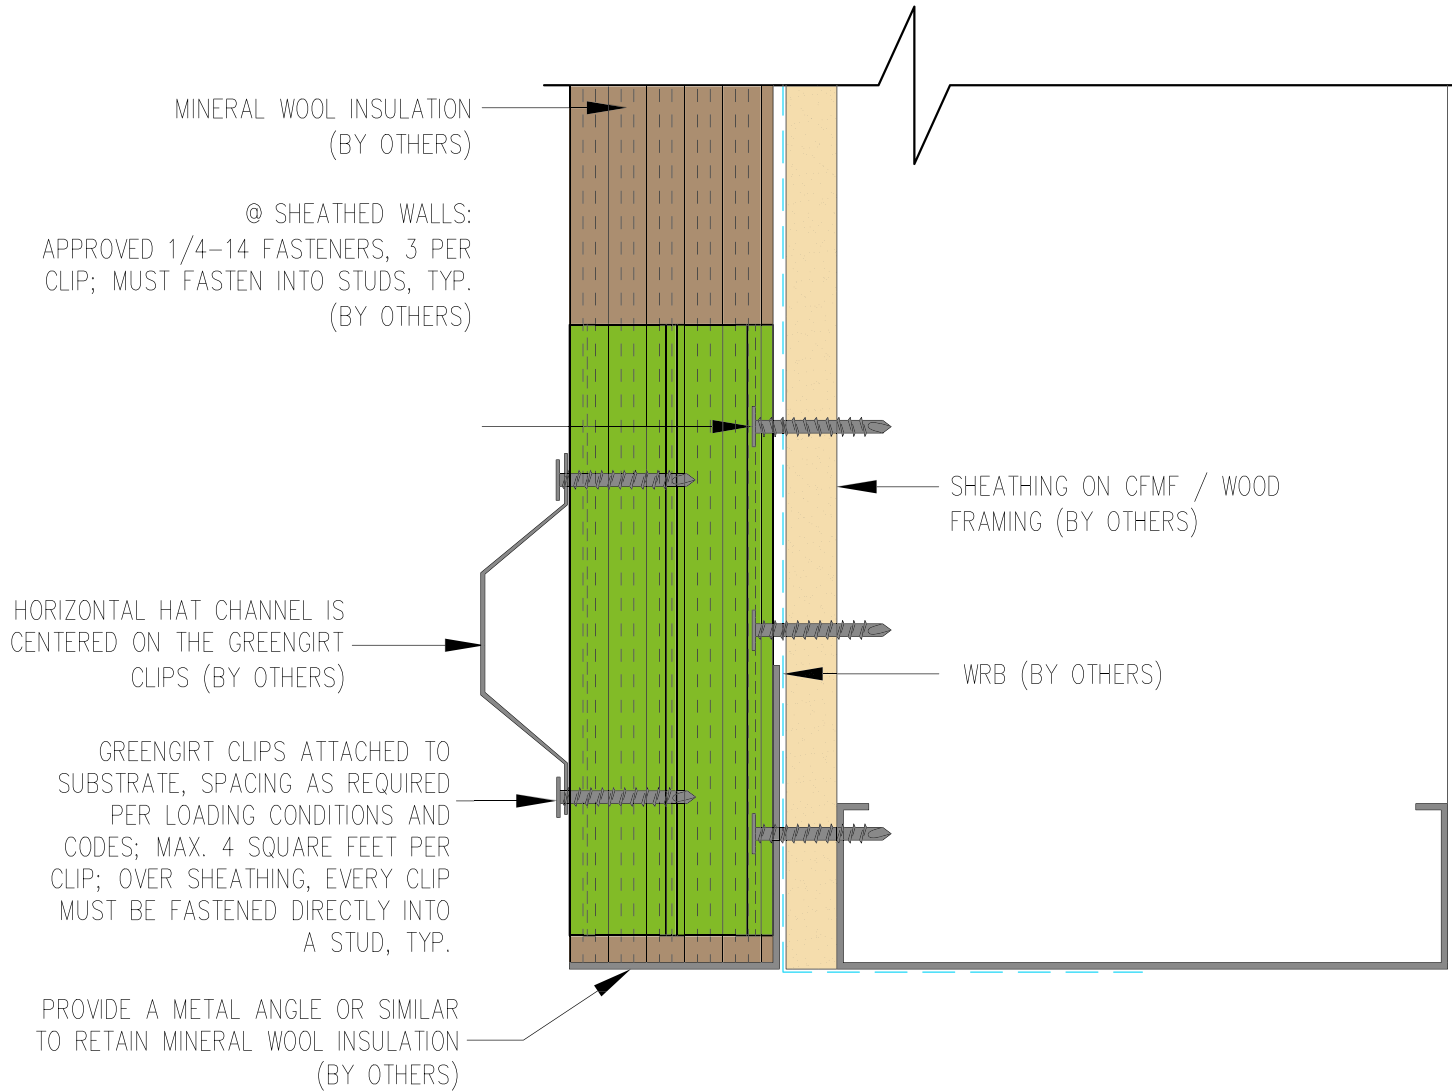 MINERAL WOOL INSULATION
(BY OTHERS)
@ SHEATHED WALLS:
APPROVED 1/4-14 FASTENERS, 3 PER
CLIP; MUST FASTEN INTO STUDS, TYP.
(BY OTHERS)
SHEATHING ON CFMF / WOOD
FRAMING (BY OTHERS)
HORIZONTAL HAT CHANNEL IS
CENTERED ON THE GREENGIRT
CLIPS (BY OTHERS)
WRB (BY OTHERS)
GREENGIRT CLIPS ATTACHED TO
SUBSTRATE, SPACING AS REQUIRED
PER LOADING CONDITIONS AND
CODES; MAX. 4 SQUARE FEET PER
CLIP; OVER SHEATHING, EVERY CLIP
MUST BE FASTENED DIRECTLY INTO
A STUD, TYP.
PROVIDE A METAL ANGLE OR SIMILAR
TO RETAIN MINERAL WOOL INSULATION
(BY OTHERS)